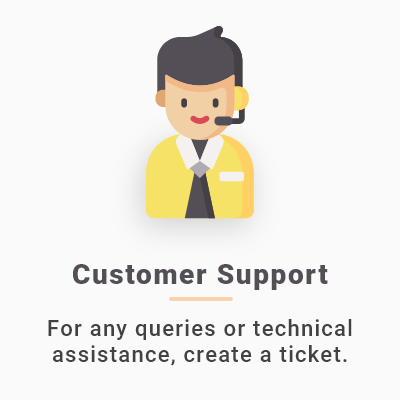 Customer Support
For any queries or technical
assistance, create a ticket.